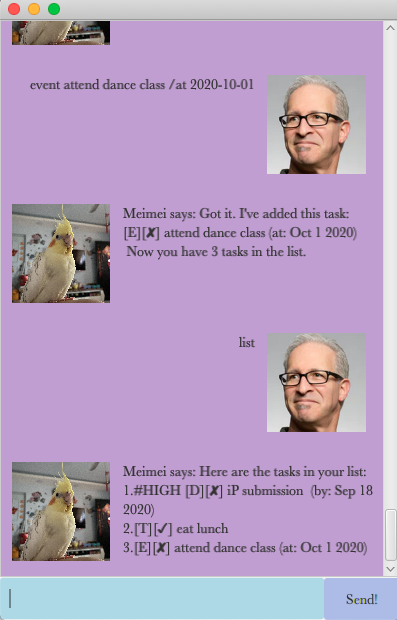 event attend dance class /at 2020-10-01
Meimei says: Got it. I've added this task:
[E][✘] attend dance class (at: Oct 1 2020)
Now you have 3 tasks in the list.
list
Meimei says: Here are the tasks in your list:
1.#HIGH [D][✘] iP submission  (by: Sep 18
2020)
2.[T][✓] eat lunch
3.[E][✘] attend dance class (at: Oct 1 2020)
Send!